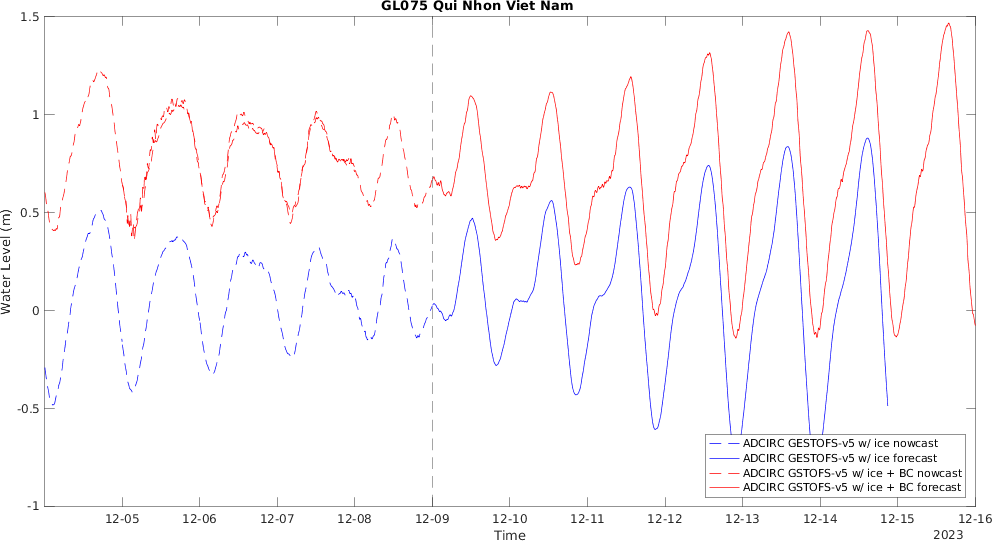 GL075 Qui Nhon Viet Nam
1.5
1
0.5
0
-0.5
-1
Water Level (m)
12-05
12-06
12-07
12-08
12-09
12-10
12-11
12-12
12-13
12-14
12-15
12-16
Time
2023
ADCIRC GESTOFS-v5 w/ ice nowcast
ADCIRC GESTOFS-v5 w/ ice forecast
ADCIRC GSTOFS-v5 w/ ice + BC nowcast
ADCIRC GSTOFS-v5 w/ ice + BC forecast